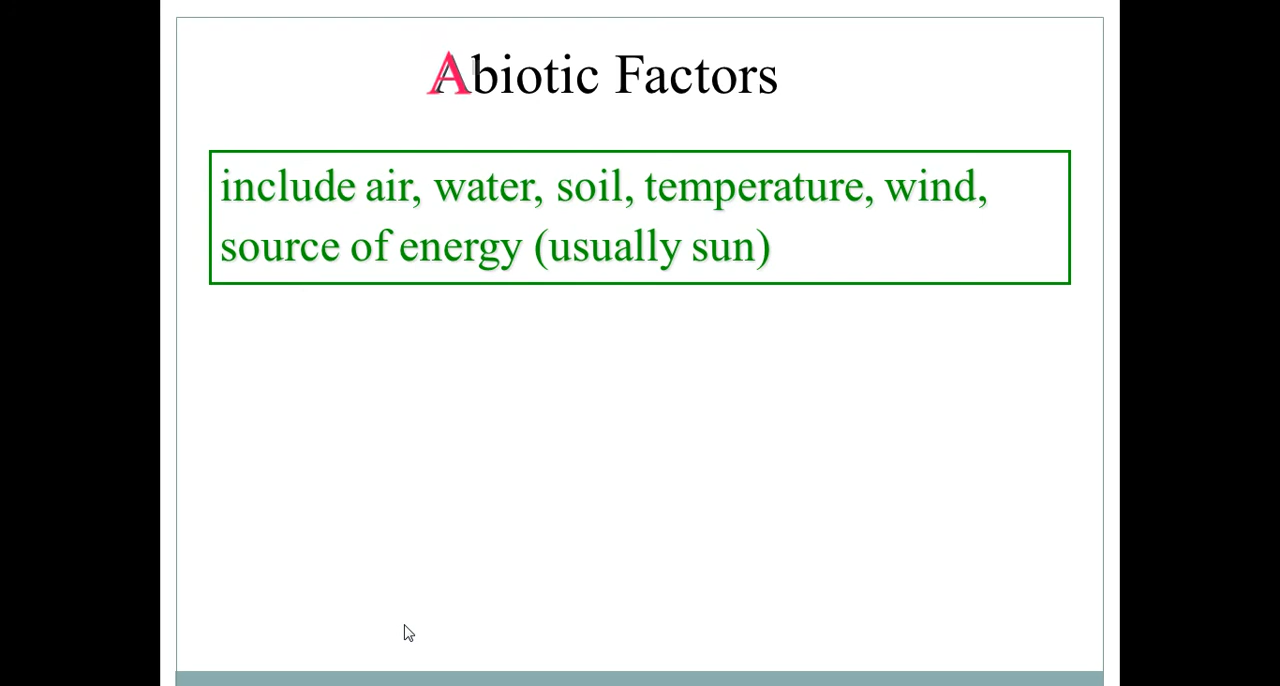 Abiotic Factors
include air, water, soil, temperature, wind,
source of energy (usually sun)